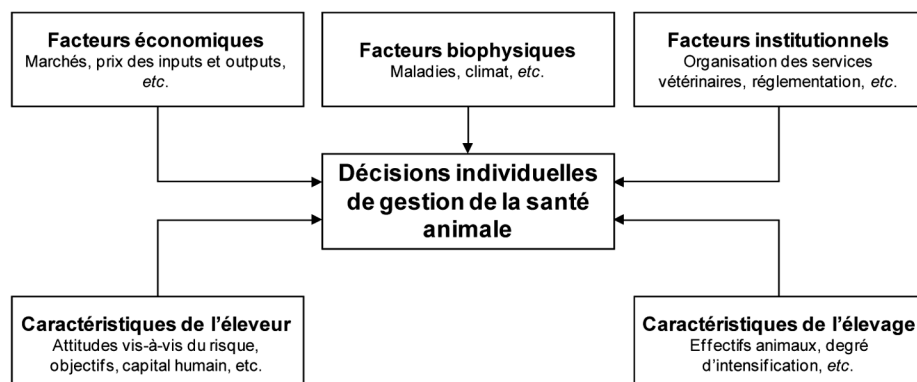 Facteurs économiques
Marchés, prix des inputs et outputs,
etc.
Facteurs biophysiques
Maladies, climat, etc.
Facteurs institutionnels
Organisation des services
vétérinaires, réglementation, etc.
Décisions individuelles
de gestion de la santé
animale
Caractéristiques de l'éleveur
Attitudes vis-à-vis du risque,
objectifs, capital humain, etc.
Caractéristiques de l'élevage
Effectifs animaux, degré
d'intensification, etc.